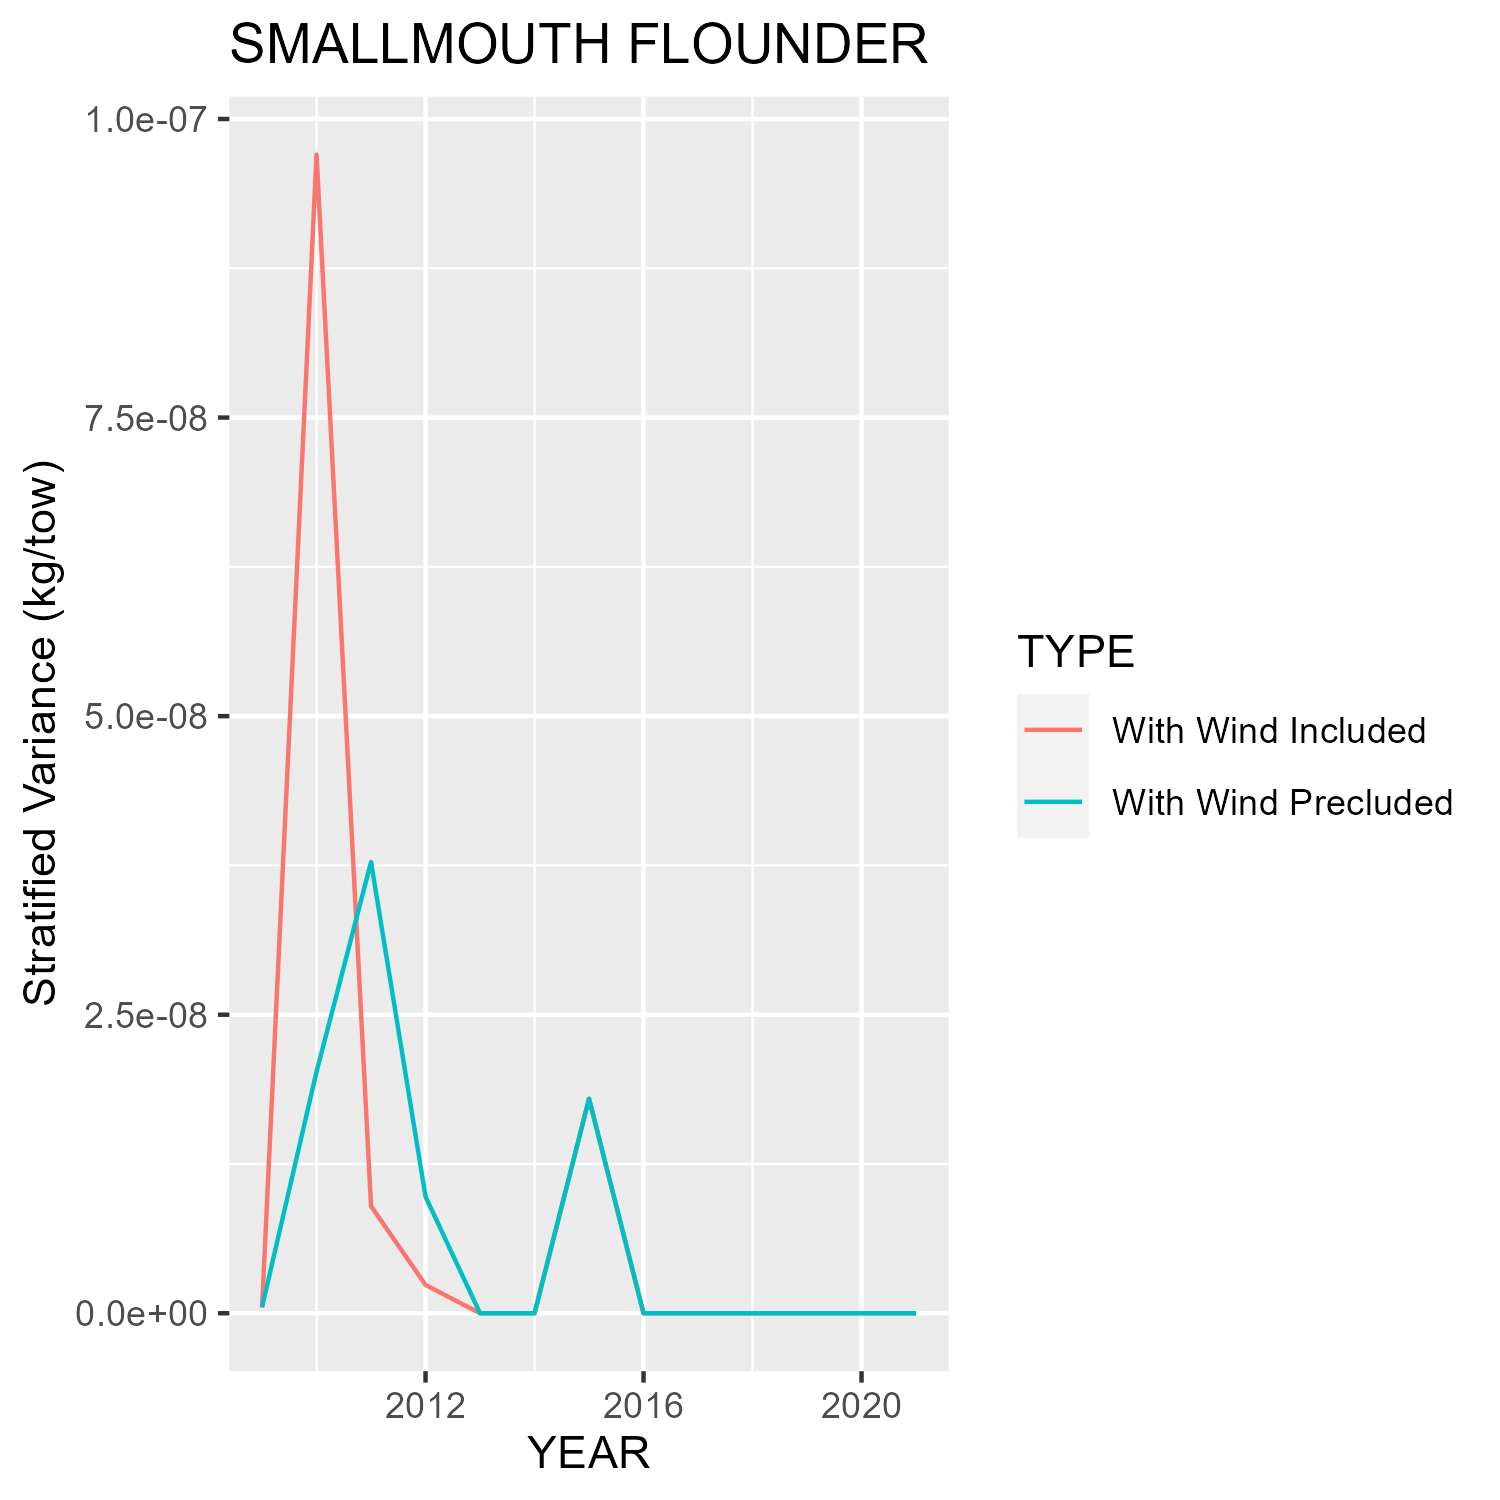 SMALLMOUTH FLOUNDER
1.0e-07
7.5e-08
5.0e-08
2.5e-08
0.0e+00
Stratified Variance (kg/tow)
2012 2016 2020
YEAR
TYPE
With Wind Included
With Wind Precluded